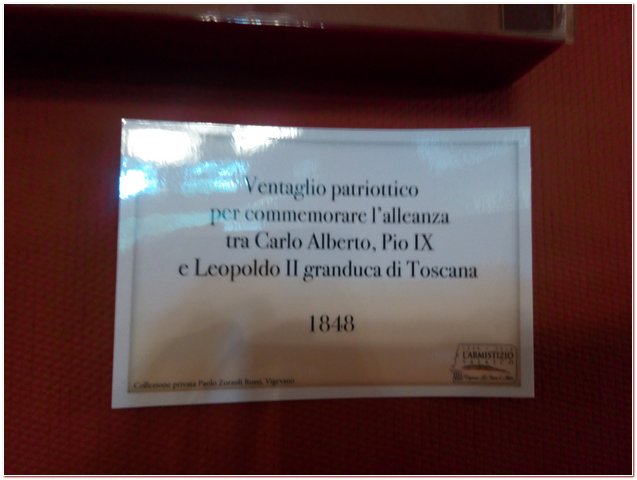 Ventaglio patriottico
per commemorare l'alleanza
tra Carlo Alberto, Pio IX
e Leopoldo II granduca di Toscana
1848
L'ARMISTIZIO
Collezione privata Paolo Zorzoli Rossi, Vigevano